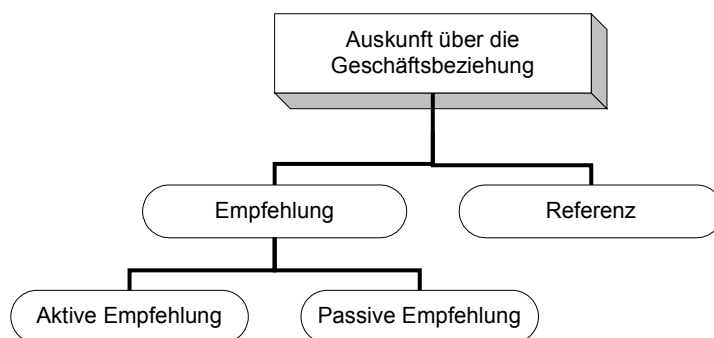 Auskunft über die
Geschäftsbeziehung
Empfehlung
Referenz
Aktive Empfehlung
Passive Empfehlung